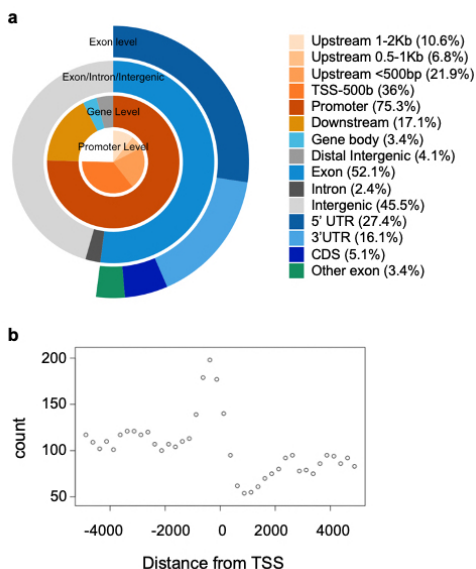 a
Exon level
Exon/Intron/Intergenic
Gene Level
Promoter Level
Upstream 1-2Kb (10.6%)
Upstream 0.5-1Kb (6.8%)
Upstream <500bp (21.9%)
TSS-500b (36%)
Promoter (75.3%)
Downstream (17.1%)
Gene body (3.4%)
Distal Intergenic (4.1%)
Exon (52.1%)
Intron (2.4%)
Intergenic (45.5%)
5' UTR (27.4%)
3'UTR (16.1%)
CDS (5.1%)
Other exon (3.4%)
b
200
150
100
50
count
-4000 -2000 0 2000 4000
Distance from TSS